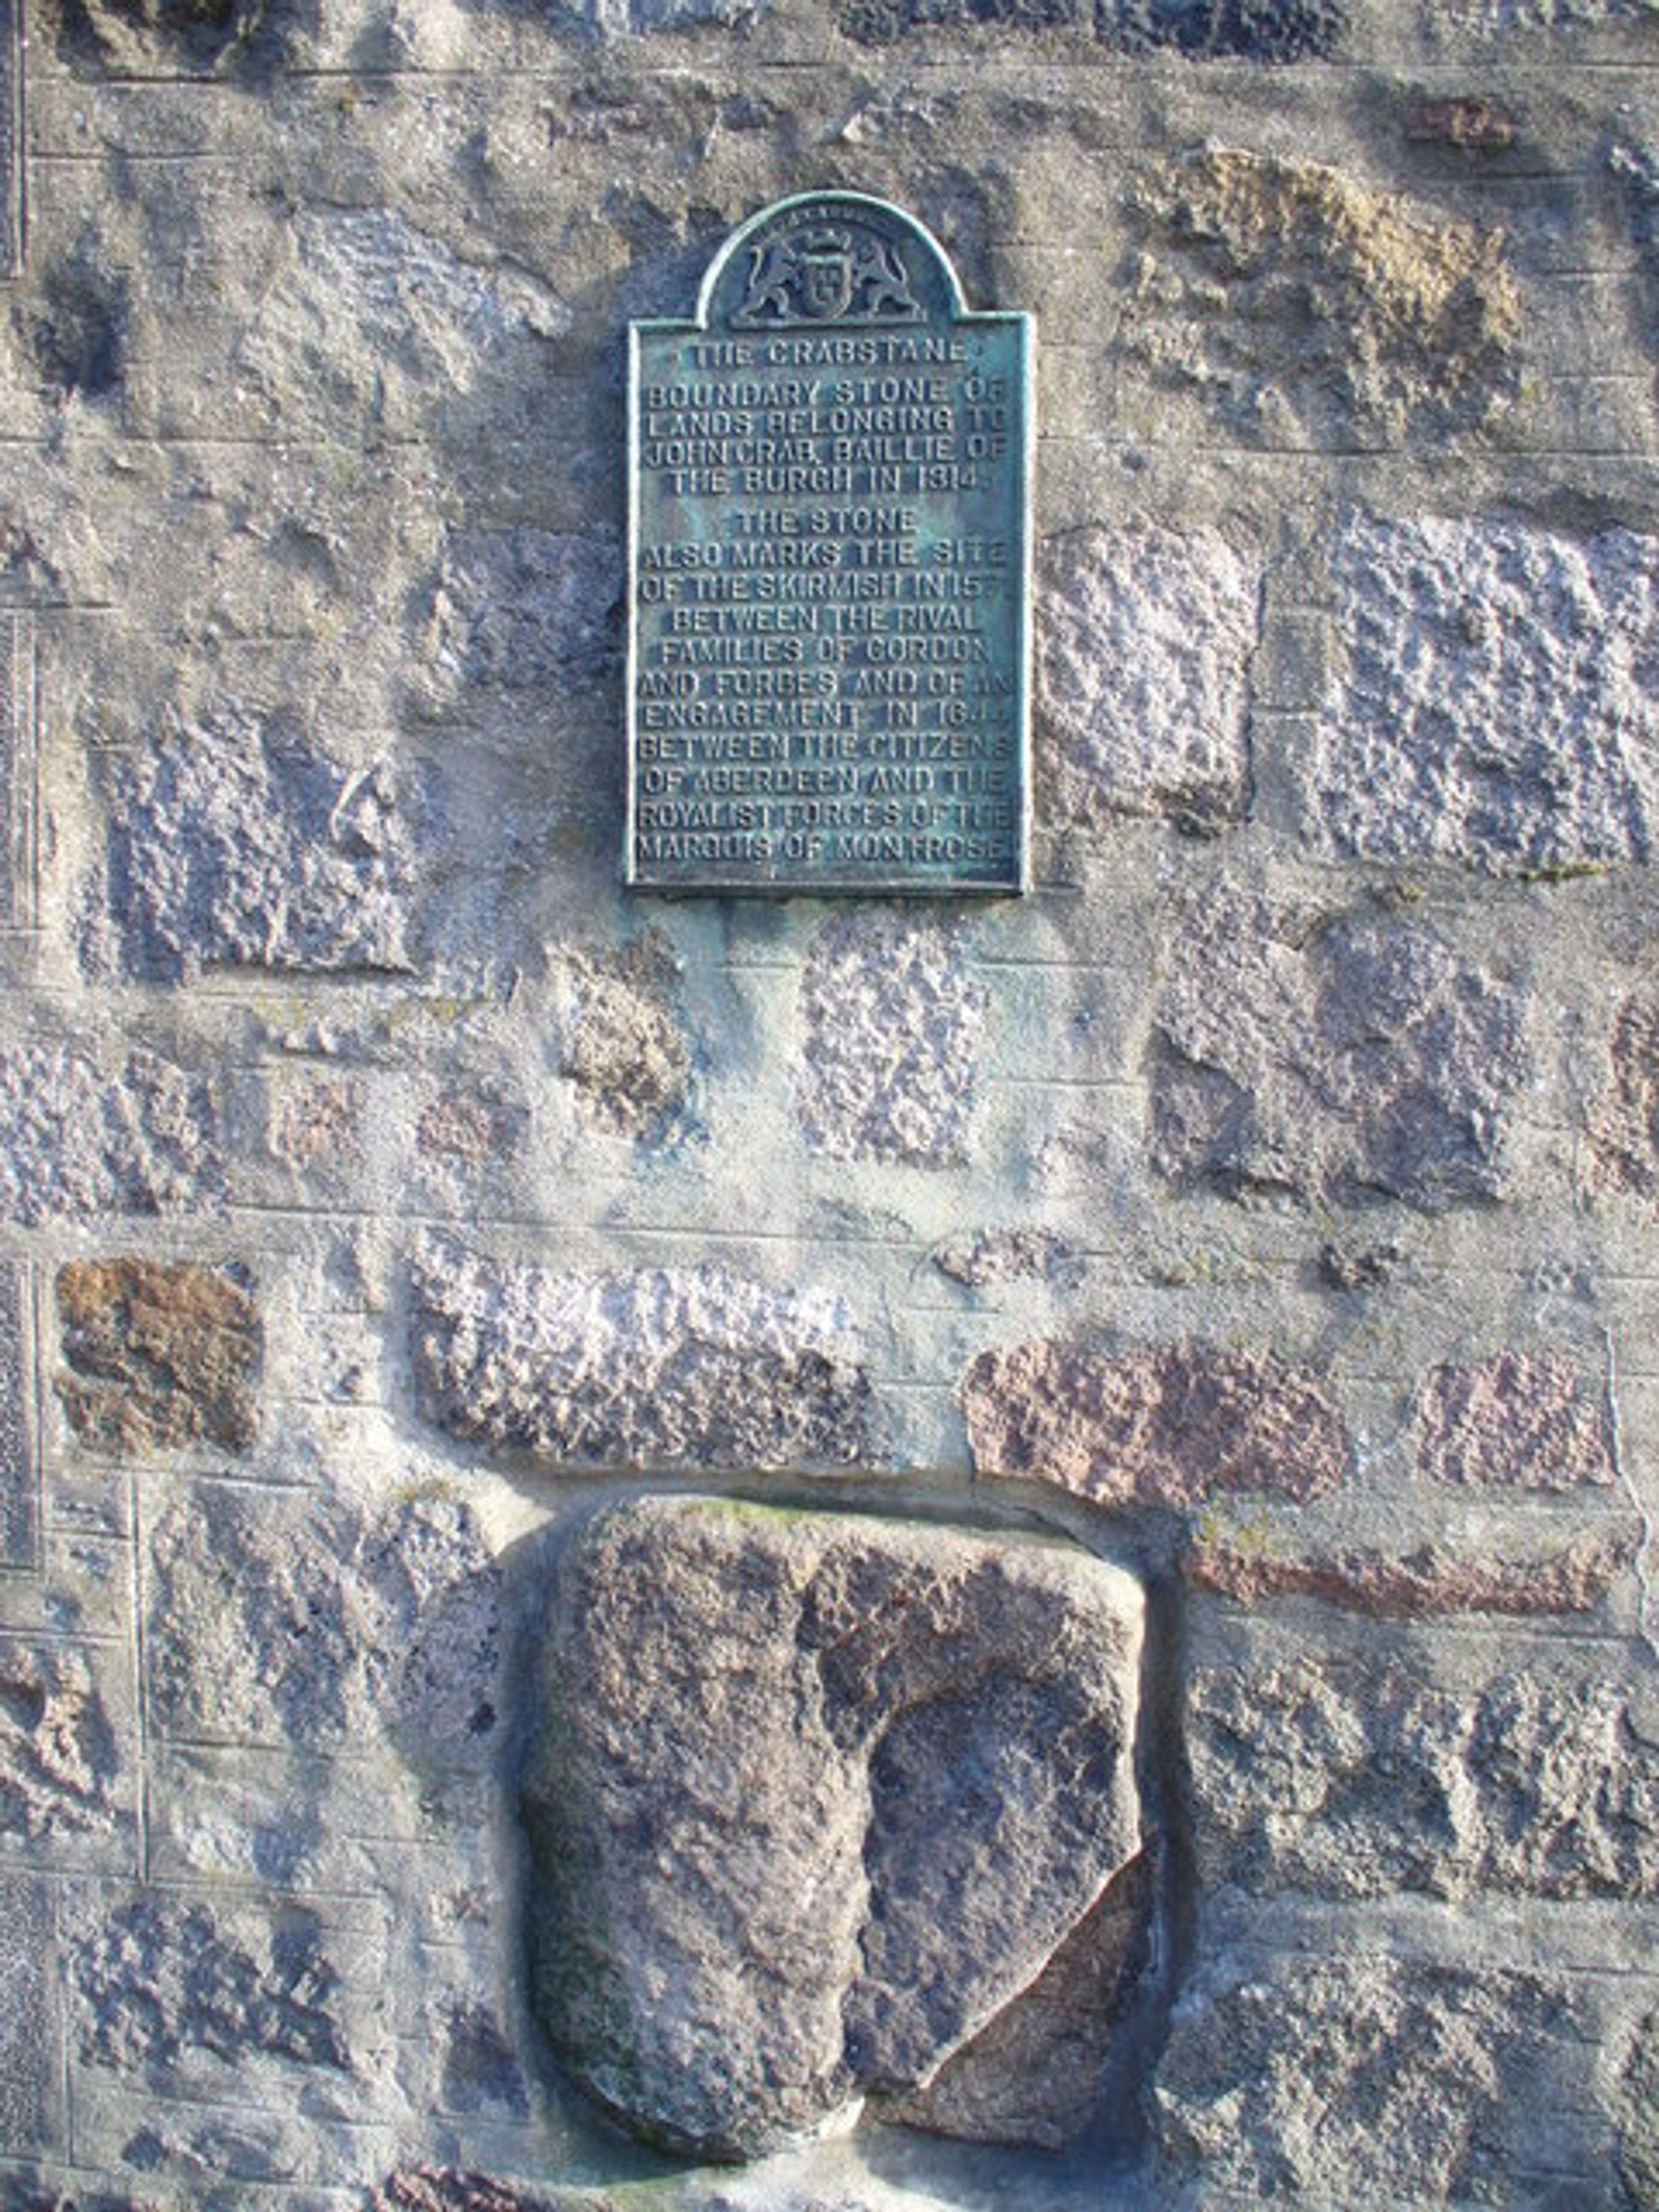 THE CRABSTANE
BOUNDARY STONE OF
LANDS BELONGING TO
JOHN CRAB, BAILLIE OF
THE BURGH IN 1314.
THE STONE
ALSO MARKS THE SITE
OF THE SKIRMISH IN
BETWEEN THE RIVAL
FAMILIES OF GORDON
AND FORBES AND OF AN
ENGAGEMENT IN 1644
BETWEEN THE CITIZENS
OF ABERDEEN AND THE
ROYALIST FORCES OF THE
MARQUIS OF MONTROSE